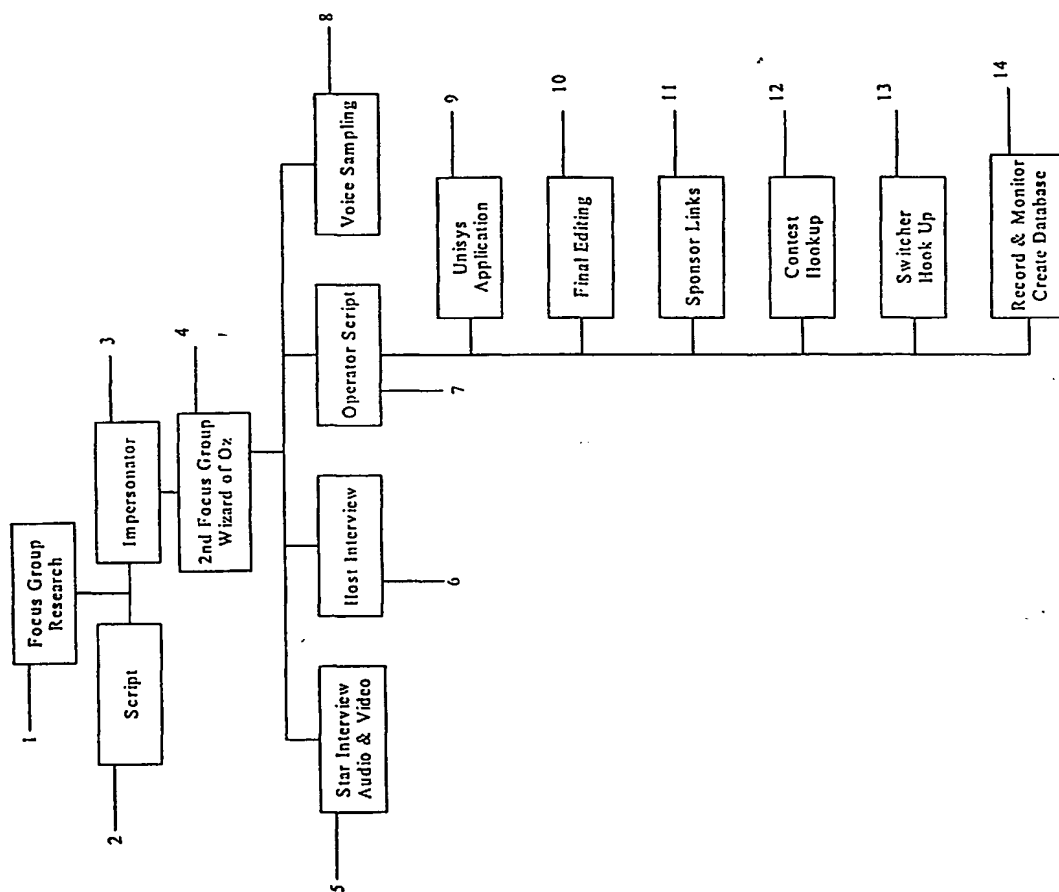 1
Focus Group
Research
2
Script
Impersonator
3
2nd Focus Group
Wizard of Oz
4
5
Star Interview
Audio & Video
Host Interview
6
Operator Script
7
Voice Sampling
8
Unisys
Application
9
Final Editing
10
Sponsor Links
11
Contest
Hookup
12
Switcher
Hook Up
13
Record & Monitor
Create Database
14